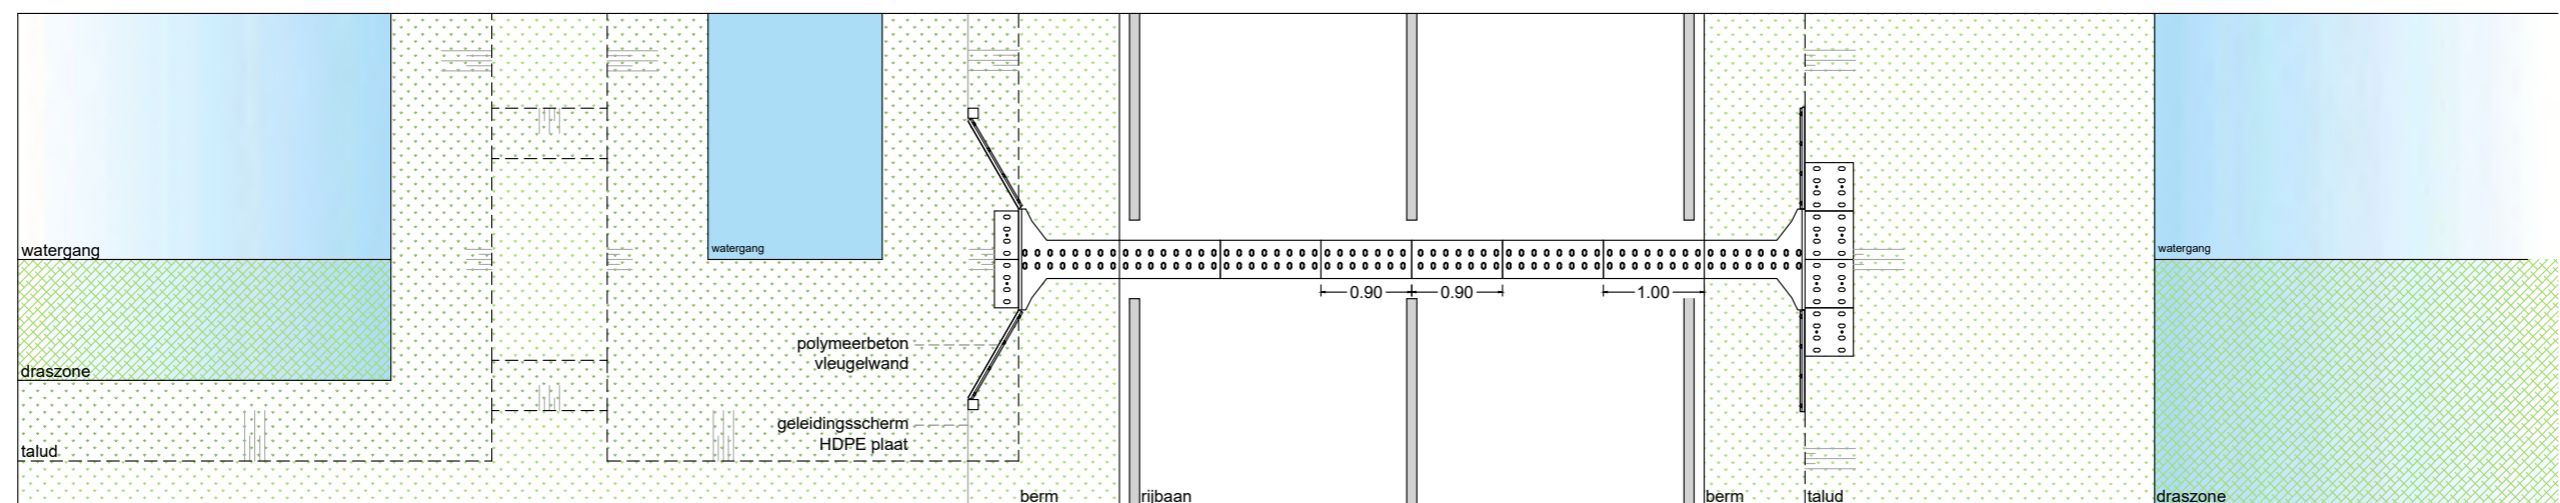 watergang
watergang
watergang
0.90
0.90
1.00
polymeerbeton
vleugelwand
draszone
geleidingsscherm
HDPE plaat
talud
berm
rijbaan
berm
talud
draszone